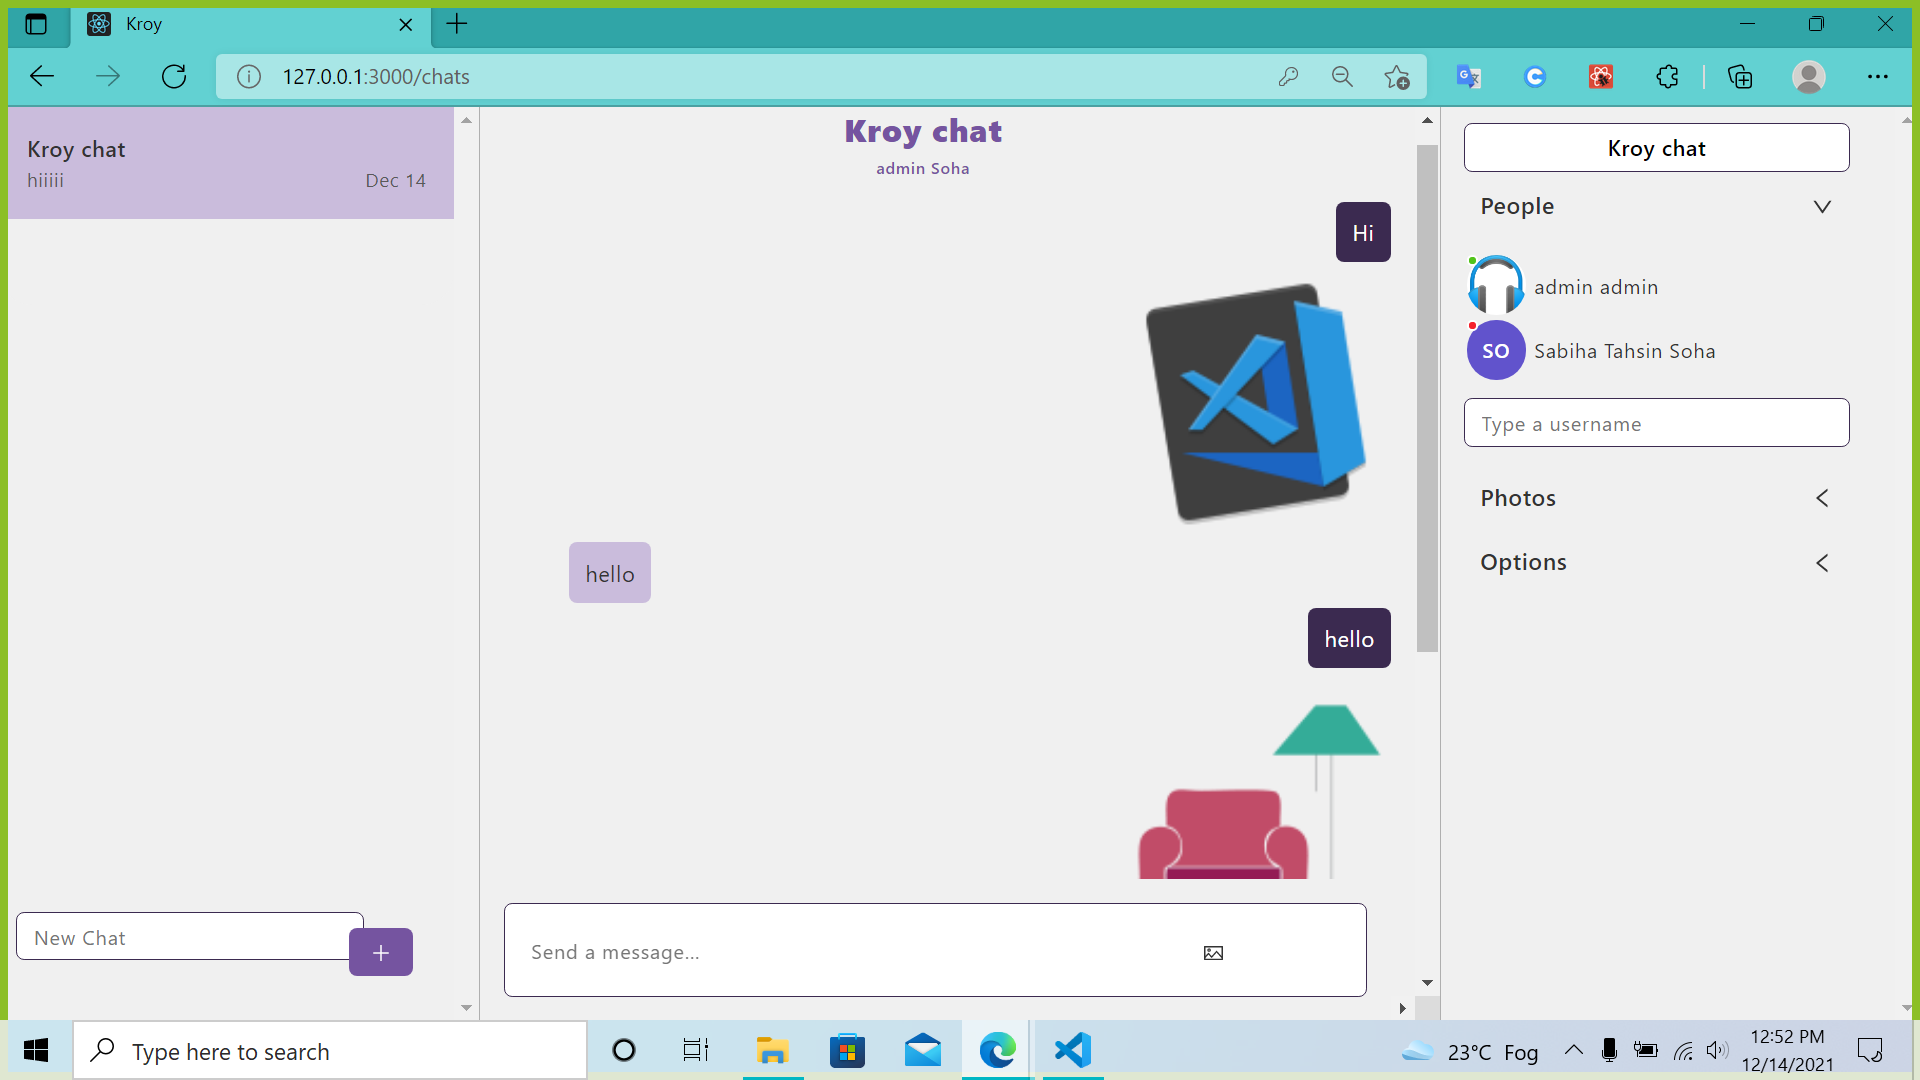 Kroy
127.0.0.1:3000/chats
Kroy chat
hiiiii
Dec 14
New Chat
+
Kroy chat
admin Soha
Hi
hello
hello
Send a message...
Kroy chat
People
admin admin
SO
Sabiha Tahsin Soha
Type a username
Photos
Options
Type here to search
23°C Fog
12:52 PM
12/14/2021